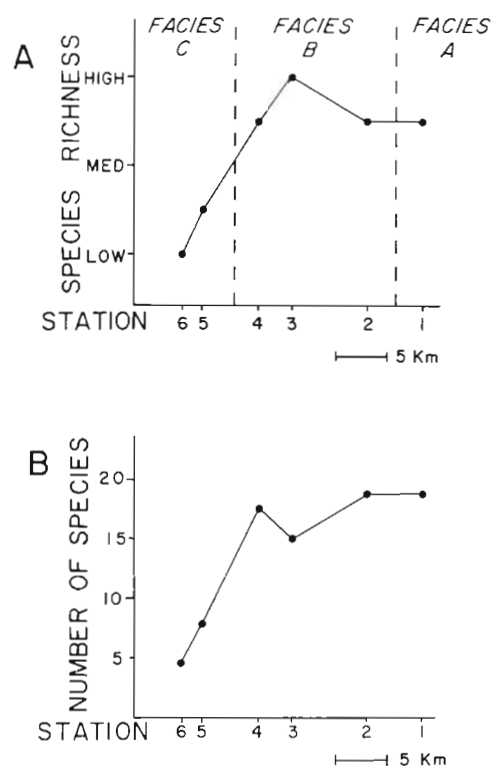 A
FACIES C
FACIES B
FACIES A
SPECIES RICHNESS
HIGH
MED
LOW
STATION 6 5 4 3 2 1
5 Km
B
NUMBER OF SPECIES
20
15
10
5
STATION 6 5 4 3 2 1
5 Km